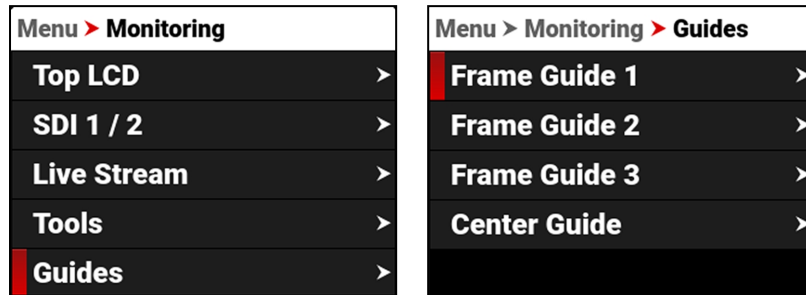 Menu ➤ Monitoring
Top LCD
SDI 1 / 2
Live Stream
Tools
Guides
Menu ➤ Monitoring ➤ Guides
Frame Guide 1
Frame Guide 2
Frame Guide 3
Center Guide